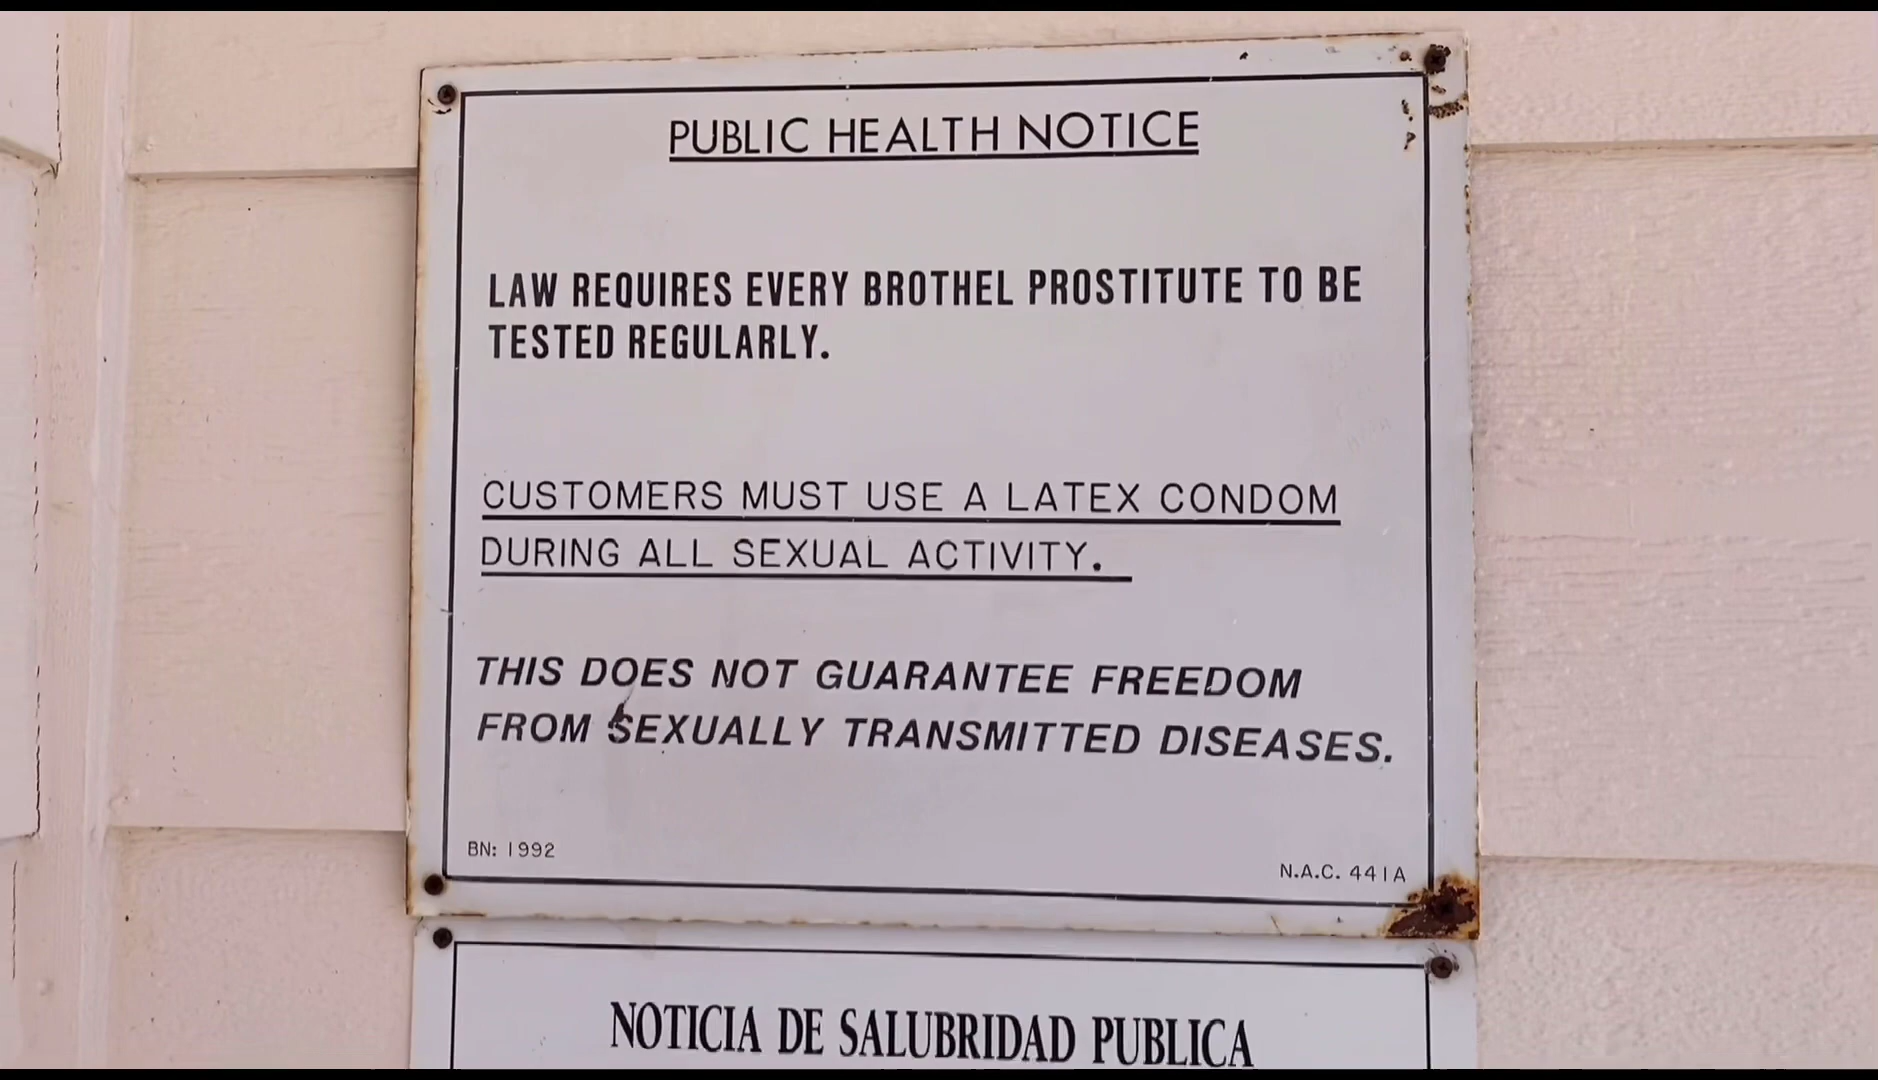 PUBLIC HEALTH NOTICE
LAW REQUIRES EVERY BROTHEL PROSTITUTE TO BE
TESTED REGULARLY.
CUSTOMERS MUST USE A LATEX CONDOM
DURING ALL SEXUAL ACTIVITY.
THIS DOES NOT GUARANTEE FREEDOM
FROM SEXUALLY TRANSMITTED DISEASES.
BN: 1992
N.A.C. 441A
NOTICIA DE SALUBRIDAD PUBLICA